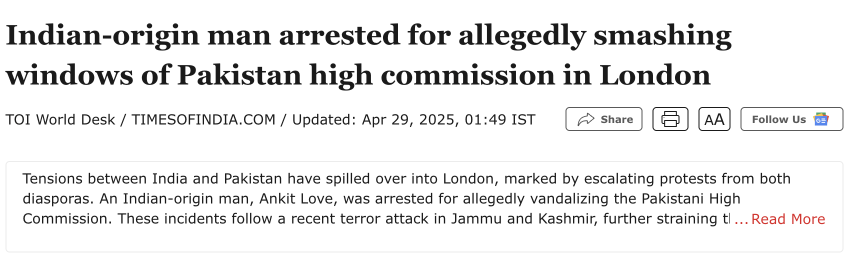 Indian-origin man arrested for allegedly smashing
windows of Pakistan high commission in London
TOI World Desk / TIMESOFINDIA.COM / Updated: Apr 29, 2025, 01:49 IST
Share
AA
Follow Us
Tensions between India and Pakistan have spilled over into London, marked by escalating protests from both
diasporas. An Indian-origin man, Ankit Love, was arrested for allegedly vandalizing the Pakistani High
Commission. These incidents follow a recent terror attack in Jammu and Kashmir, further straining ...Read More